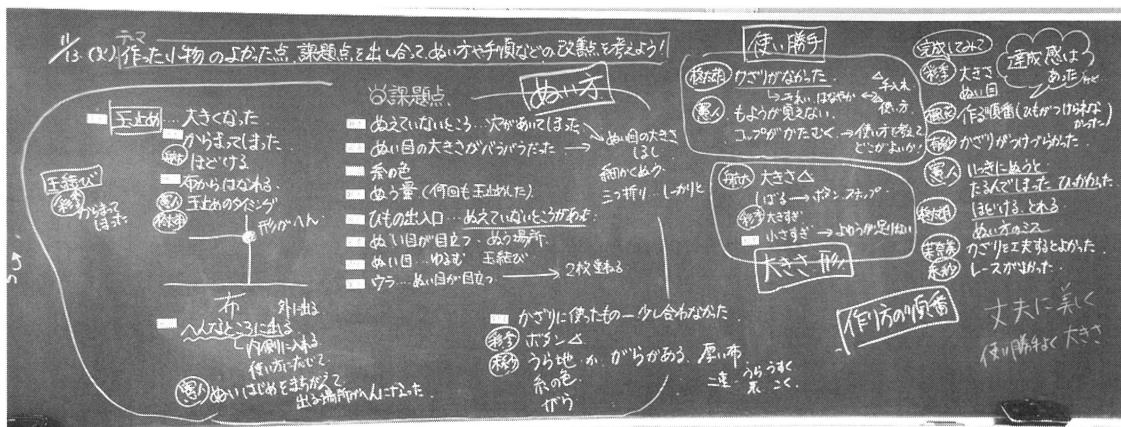 11/13.(火) テーマ
作った小物のよかった点、課題点を出し合ってぬい方や手順などの改善点を考えよう!
玉止め…大きくなった
からまってしまった
ほどける
布からはなれる
玉止めのタイミング
形がへん
玉結び
からまってしまった
布
外に出る
へんなところに出る
内側に入れる
使い方に応じて
ぬいはじめをまちがえて
出る場所がへんになった
課題点
ぬい方
ぬえていないところ…穴があいてしまった
ぬい目の大きさがバラバラだった → ぬい目の大きさ
しるし
糸の色
細かくぬう
ぬう量(何回も玉止めした)
三つ折り…しっかりと
ひもの出入口…ぬえていないところがあった
ぬい目が目立つ・ぬう場所
ぬい目…ゆるむ 玉結び
ウラ…ぬい目が目立つ → 2枚重ねる
かざりに使ったもの―少し合わなかった
ボタン△
うら地か、がらがある 厚い布
糸の色
がら
二重 うらうすく
表 こく
使い勝手
かざりがなかった
きれい はなやか △手入れ
使い方
もようが見えない
コップがかたむく → 使い方を考えて
どこがよいか!
大きさ△
ばる → ボタン、スナップ
大きすぎ
小さすぎ → よゆうが足りない
大きさ 形
作り方の順番
完成してみて
達成感は
あったけど
大きさ
ぬい目
作る順番(ひもがつけられなかった)
かざりがつけづらかった
いっきにぬうと
たるんでしまった ひっかかった
ほどける、とれる
ぬい方のミス
かざりを工夫するとよかった
レースがよかった
丈夫に 美しく
使い勝手よく 大きさ